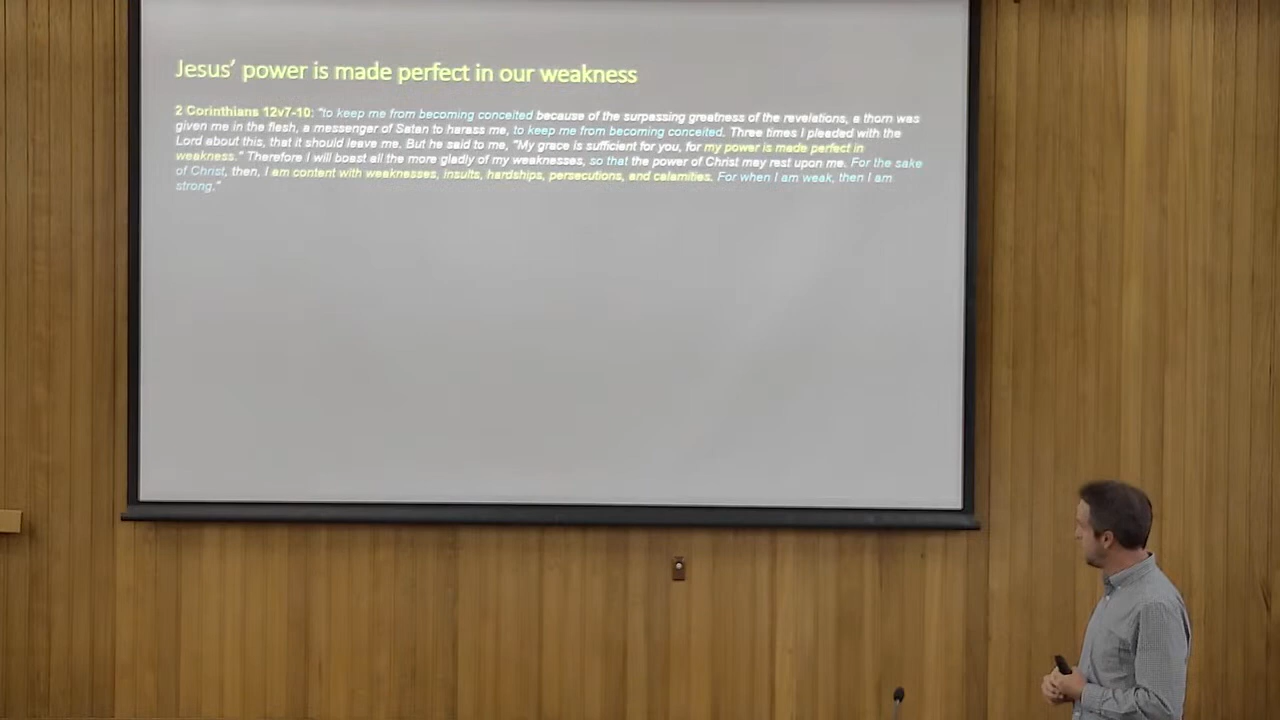 Jesus' power is made perfect in our weakness
2 Corinthians 12v7-10: "to keep me from becoming conceited because of the surpassing greatness of the revelations, a thorn was
given me in the flesh, a messenger of Satan to harass me, to keep me from becoming conceited. Three times I pleaded with the
Lord about this, that it should leave me. But he said to me, "My grace is sufficient for you, for my power is made perfect in
weakness." Therefore I will boast all the more gladly of my weaknesses, so that the power of Christ may rest upon me. For the sake
of Christ, then, I am content with weaknesses, insults, hardships, persecutions, and calamities. For when I am weak, then I am
strong."